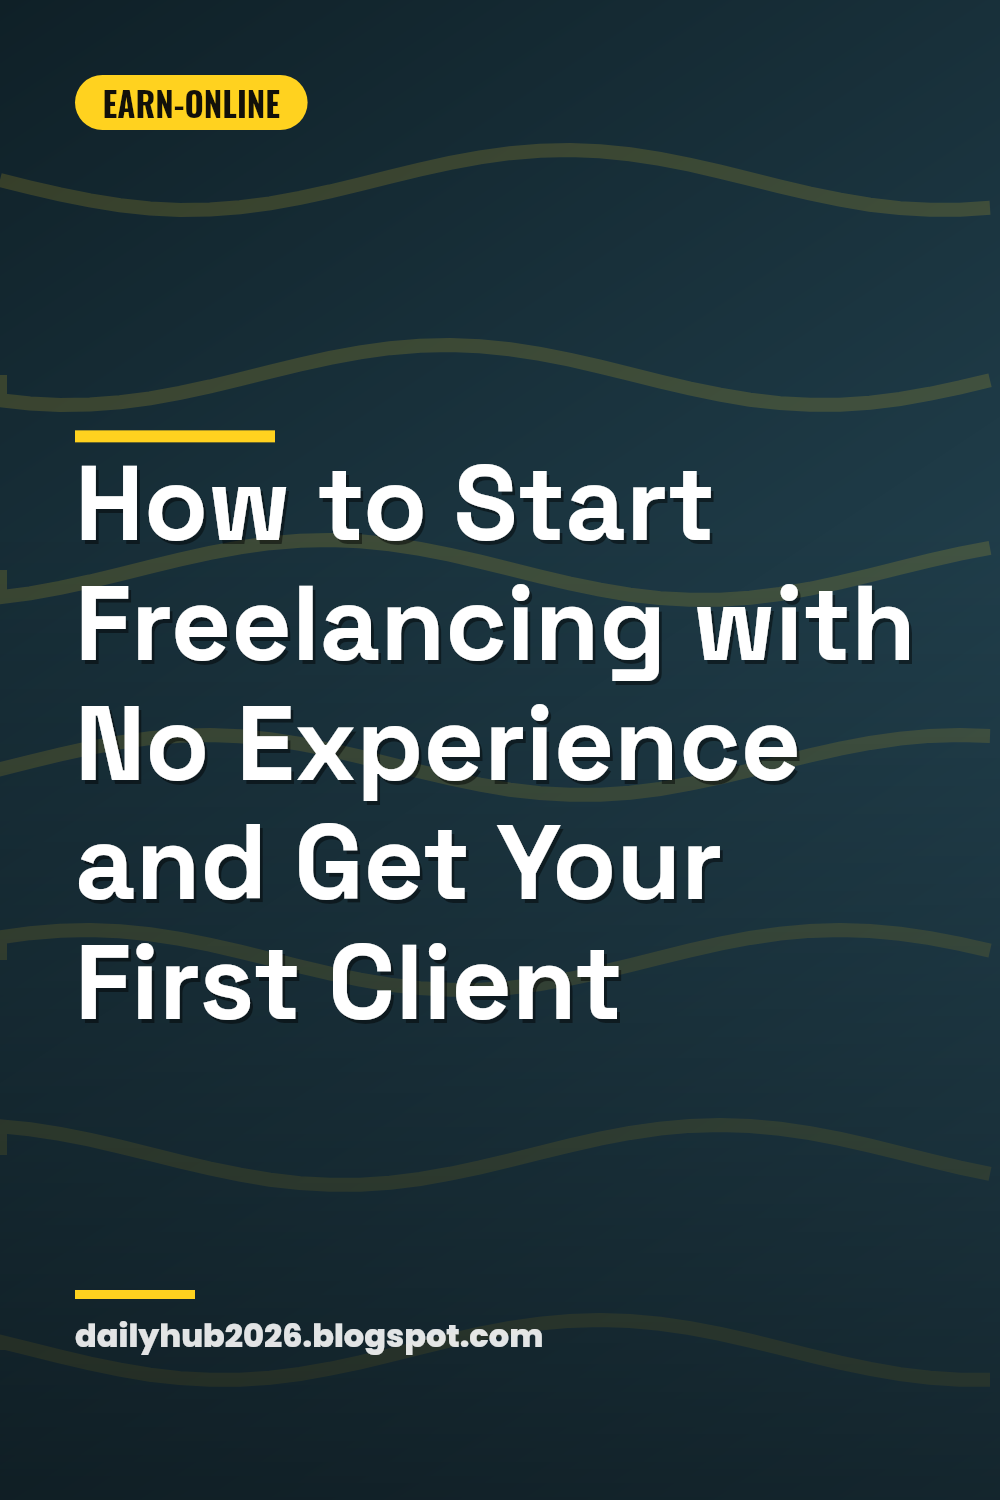 EARN-ONLINE
How to Start
Freelancing with
No Experience
and Get Your
First Client
dailyhub2026.blogspot.com